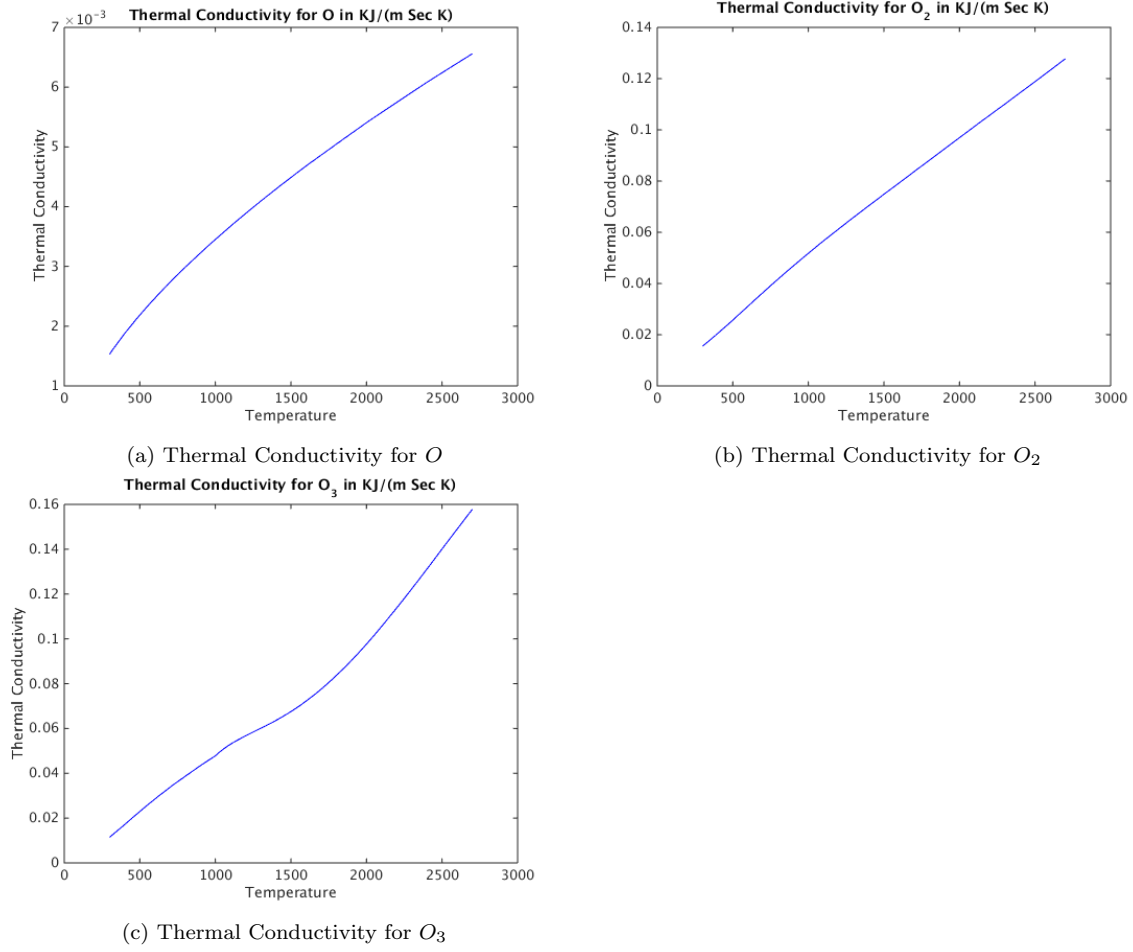 Thermal Conductivity for O in KJ/(m Sec K)
7 ×10⁻³
6
5
4
3
2
1
Thermal Conductivity
0 500 1000 1500 2000 2500 3000
Temperature
(a) Thermal Conductivity for O
Thermal Conductivity for O₂ in KJ/(m Sec K)
0.14
0.12
0.1
0.08
0.06
0.04
0.02
0
Thermal Conductivity
0 500 1000 1500 2000 2500 3000
Temperature
(b) Thermal Conductivity for O₂
Thermal Conductivity for O₃ in KJ/(m Sec K)
0.16
0.14
0.12
0.1
0.08
0.06
0.04
0.02
0
Thermal Conductivity
0 500 1000 1500 2000 2500 3000
Temperature
(c) Thermal Conductivity for O₃